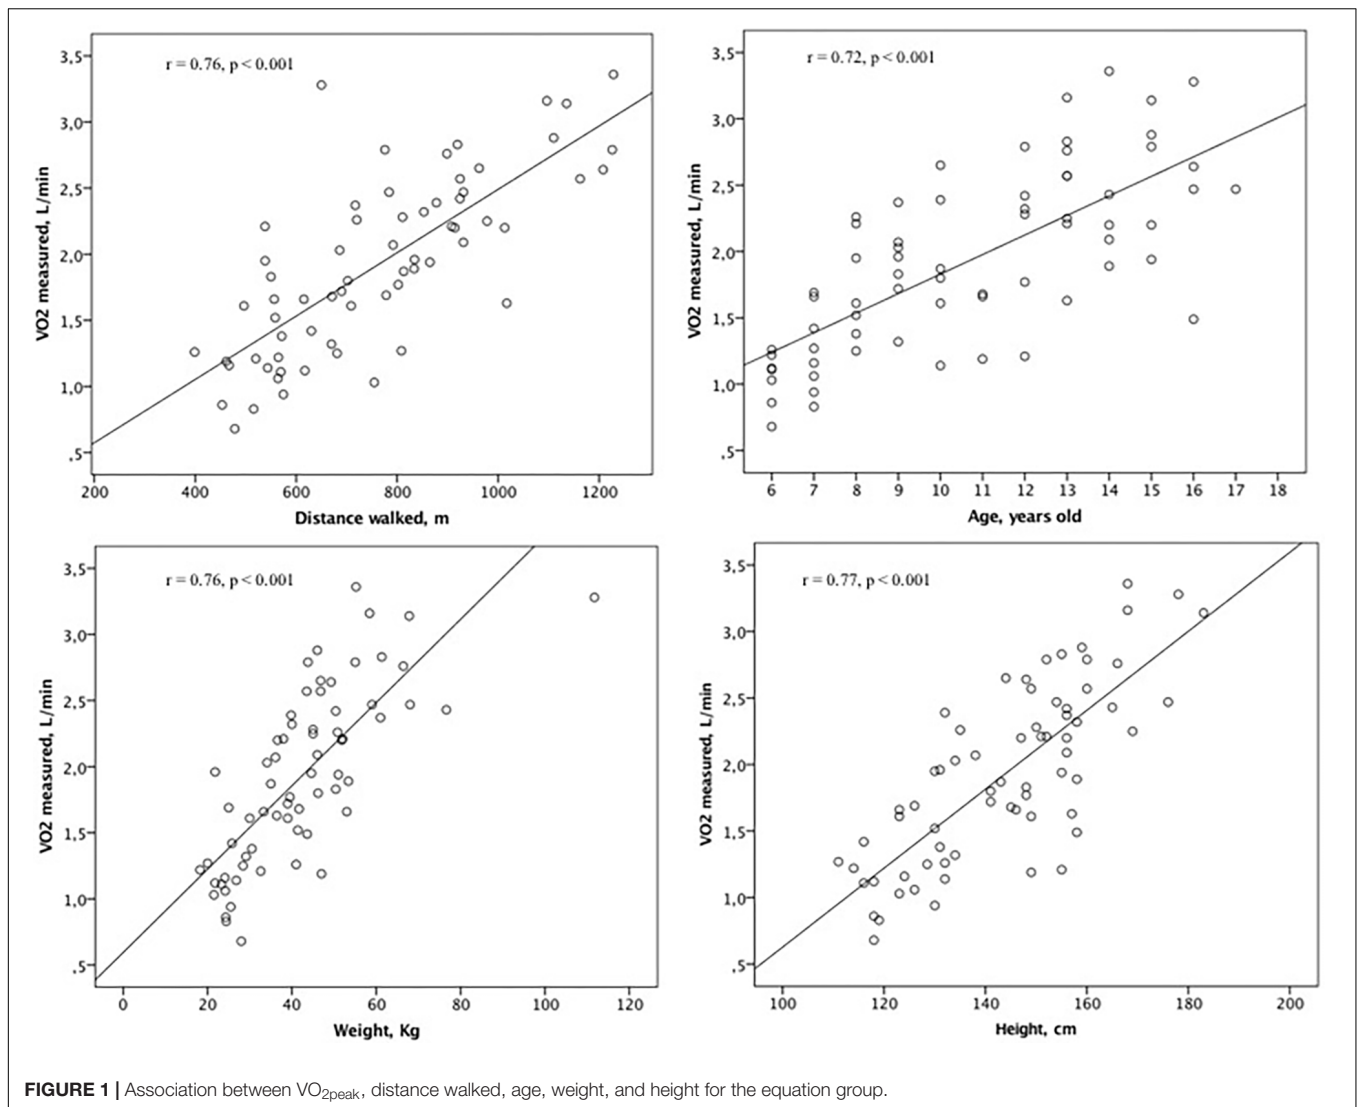 r = 0.76, p < 0.001
3,5
3,0
2,5
2,0
1,5
1,0
,5
VO2 measured, L/min
200 400 600 800 1000 1200
Distance walked, m
r = 0.72, p < 0.001
3,5
3,0
2,5
2,0
1,5
1,0
,5
VO2 measured, L/min
6 7 8 9 10 11 12 13 14 15 16 17 18
Age, years old
r = 0.76, p < 0.001
3,5
3,0
2,5
2,0
1,5
1,0
,5
VO2 measured, L/min
0 20 40 60 80 100 120
Weight, Kg
r = 0.77, p < 0.001
3,5
3,0
2,5
2,0
1,5
1,0
,5
VO2 measured, L/min
100 120 140 160 180 200
Height, cm
FIGURE 1 | Association between VO2peak, distance walked, age, weight, and height for the equation group.